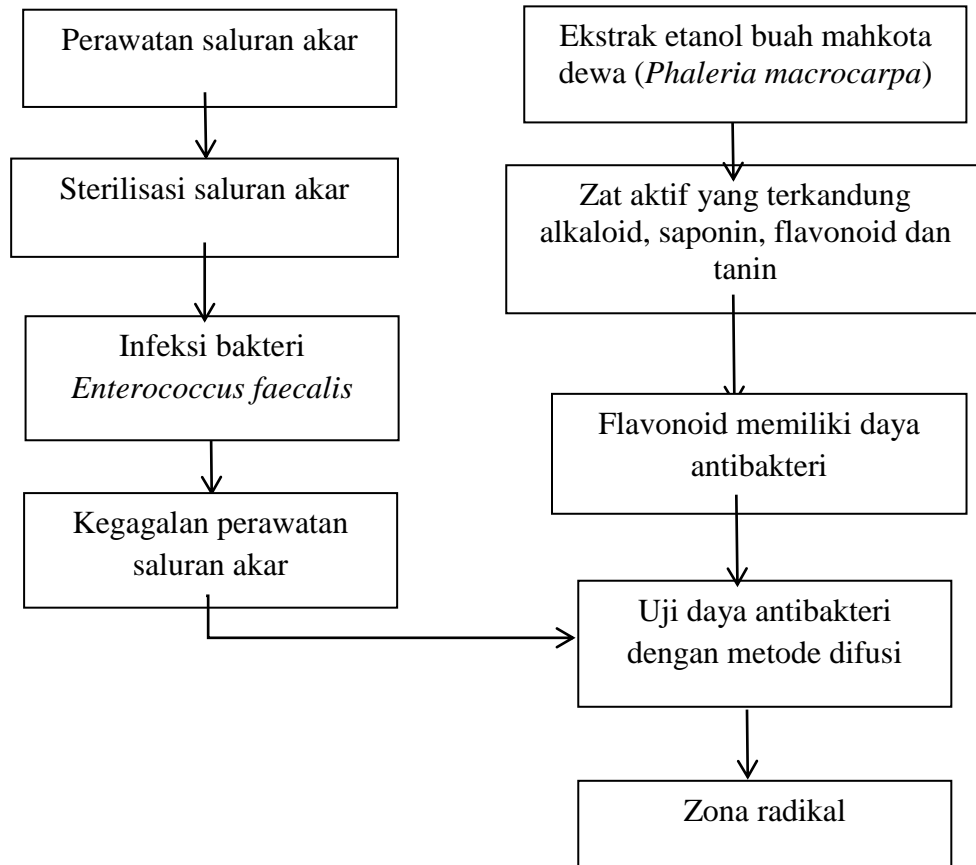 Perawatan saluran akar
Sterilisasi saluran akar
Infeksi bakteri
Enterococcus faecalis
Kegagalan perawatan
saluran akar
Ekstrak etanol buah mahkota
dewa (Phaleria macrocarpa)
Zat aktif yang terkandung
alkaloid, saponin, flavonoid dan
tanin
Flavonoid memiliki daya
antibakteri
Uji daya antibakteri
dengan metode difusi
Zona radikal